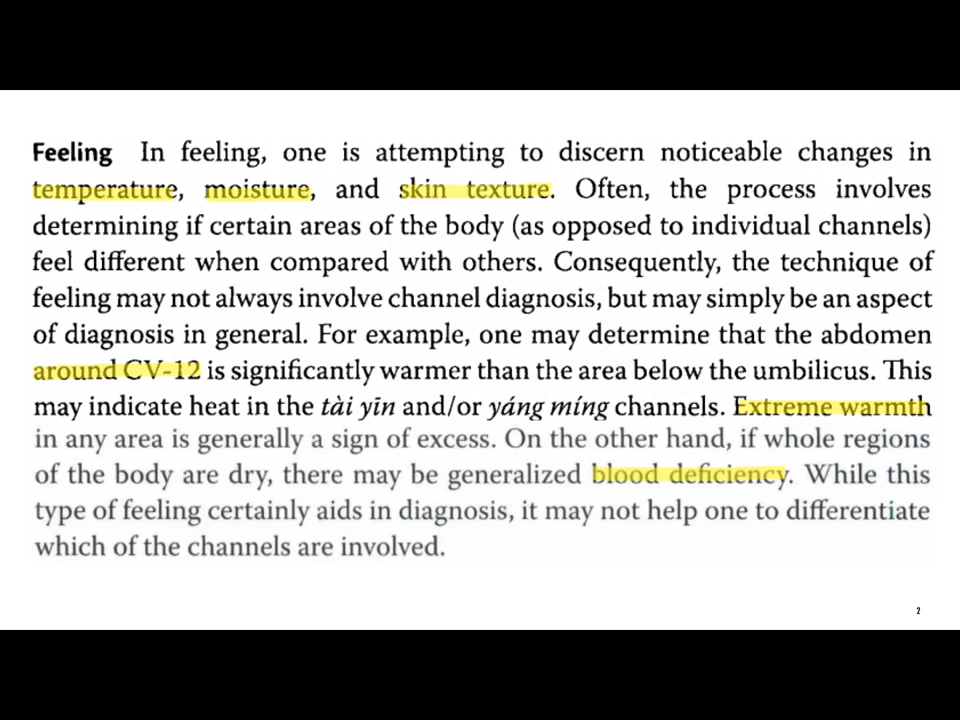 Feeling In feeling, one is attempting to discern noticeable changes in
temperature, moisture, and skin texture. Often, the process involves
determining if certain areas of the body (as opposed to individual channels)
feel different when compared with others. Consequently, the technique of
feeling may not always involve channel diagnosis, but may simply be an aspect
of diagnosis in general. For example, one may determine that the abdomen
around CV-12 is significantly warmer than the area below the umbilicus. This
may indicate heat in the tài yīn and/or yáng míng channels. Extreme warmth
in any area is generally a sign of excess. On the other hand, if whole regions
of the body are dry, there may be generalized blood deficiency. While this
type of feeling certainly aids in diagnosis, it may not help one to differentiate
which of the channels are involved.
2